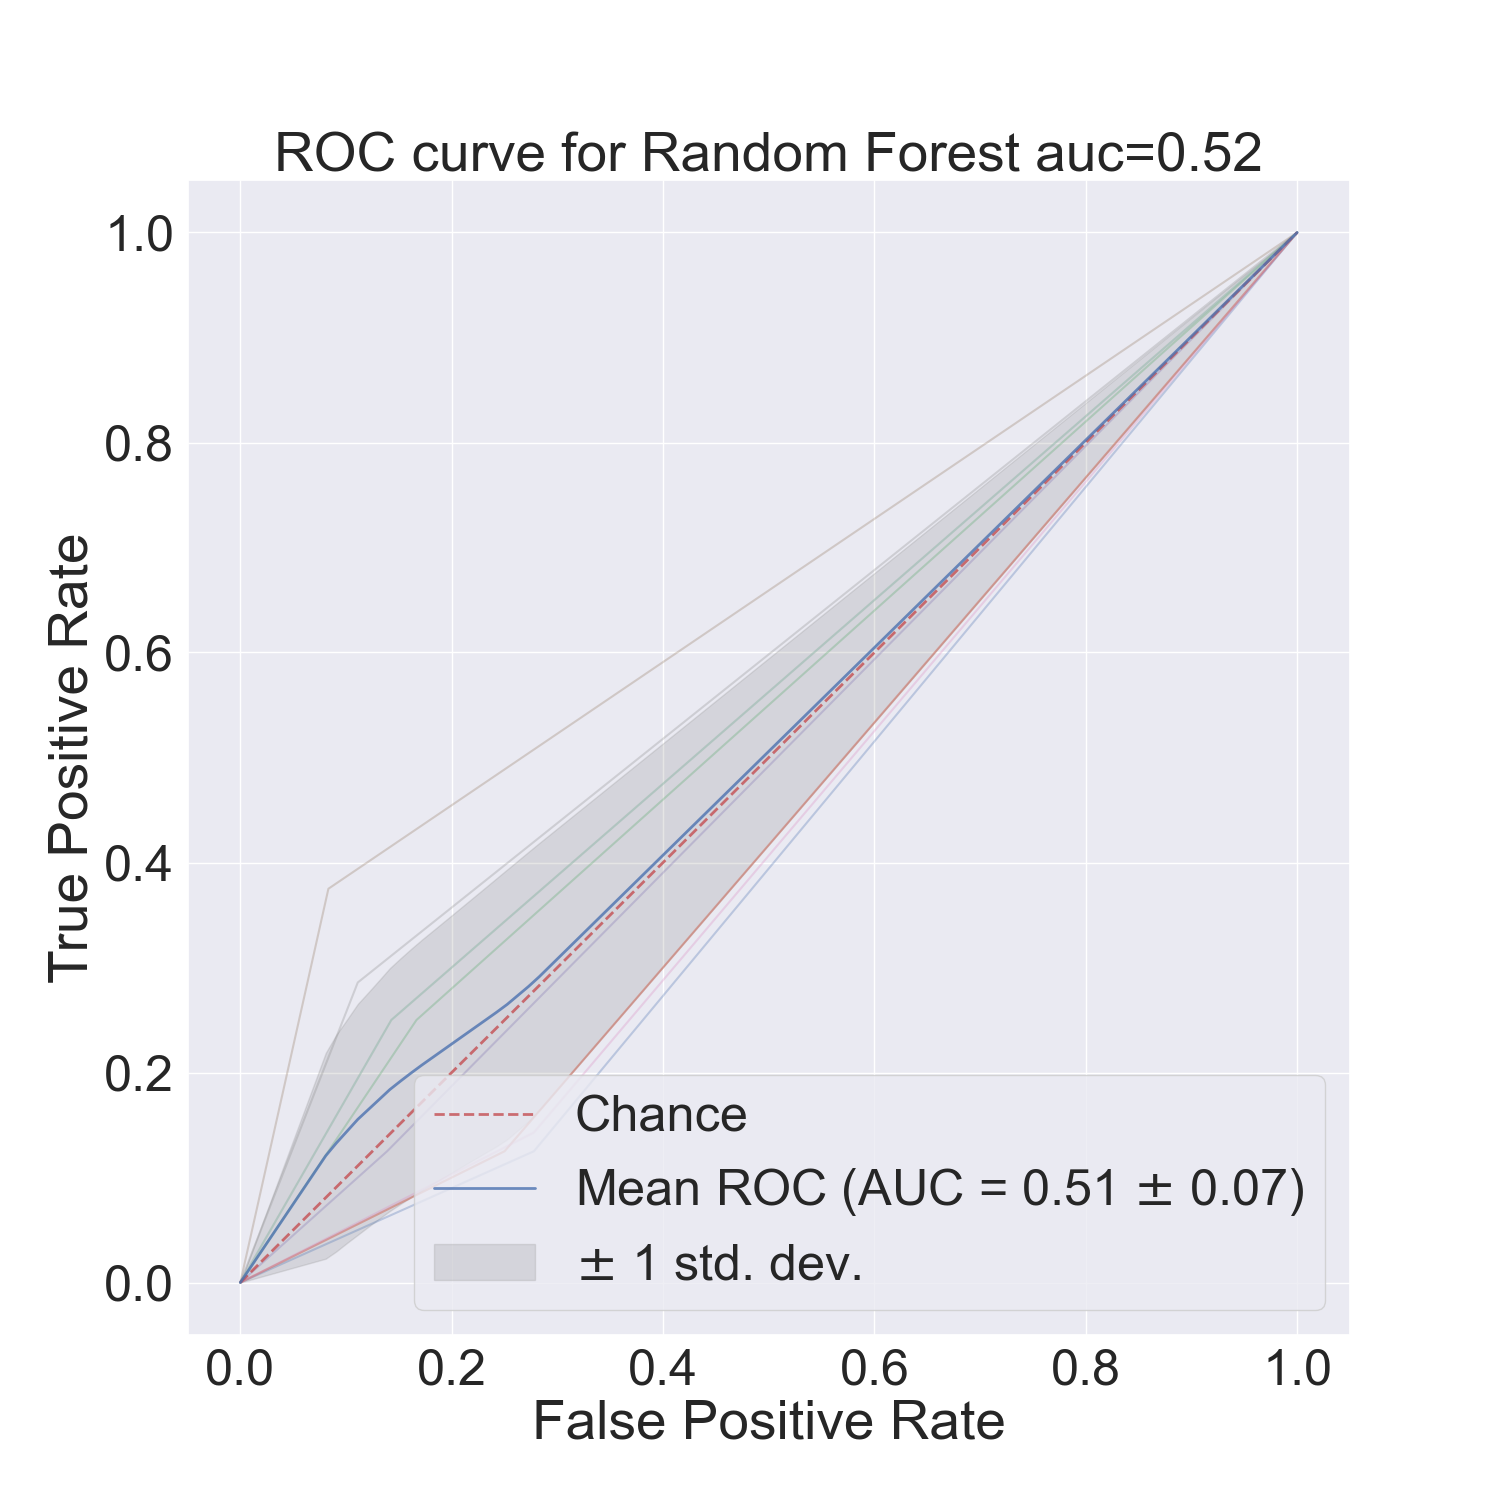 ROC curve for Random Forest auc=0.52
True Positive Rate
1.0
0.8
0.6
0.4
0.2
0.0
Chance
Mean ROC (AUC = 0.51 ± 0.07)
± 1 std. dev.
0.0 0.2 0.4 0.6 0.8 1.0
False Positive Rate